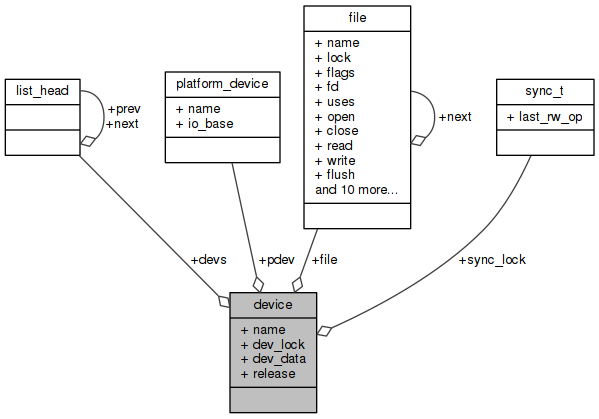 file
+ name
+ lock
+ flags
+ fd
+ uses
+ open
+ close
+ read
+ write
+ flush
and 10 more...
list_head
platform_device
+ name
+ io_base
sync_t
+ last_rw_op
+prev
+next
+next
+devs
+pdev
+file
+sync_lock
device
+ name
+ dev_lock
+ dev_data
+ release